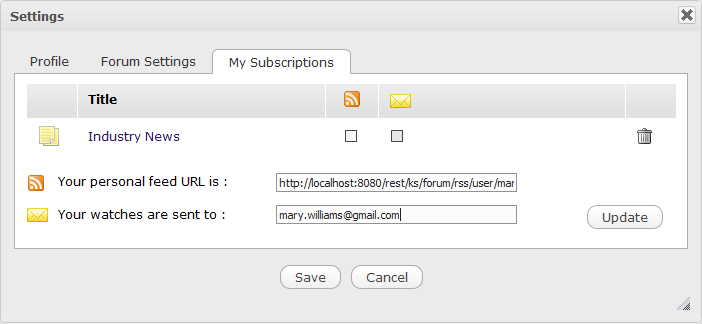 Settings
Profile Forum Settings My Subscriptions
Title
Industry News
Your personal feed URL is : http://localhost:8080/rest/ks/forum/rss/user/mar
Your watches are sent to : mary.williams@gmail.com Update
Save Cancel